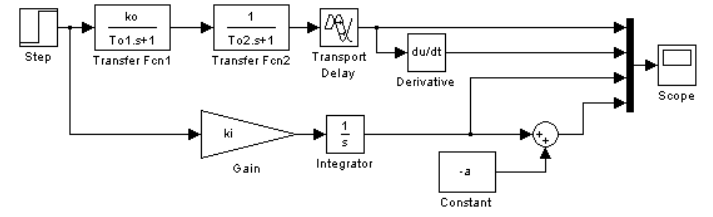 ko
To1.s+1
1
To2.s+1
du/dt
Step
Transfer Fcn1
Transfer Fcn2
Transport
Delay
Derivative
Scope
ki
1
s
+
+
Gain
Integrator
-a
Constant